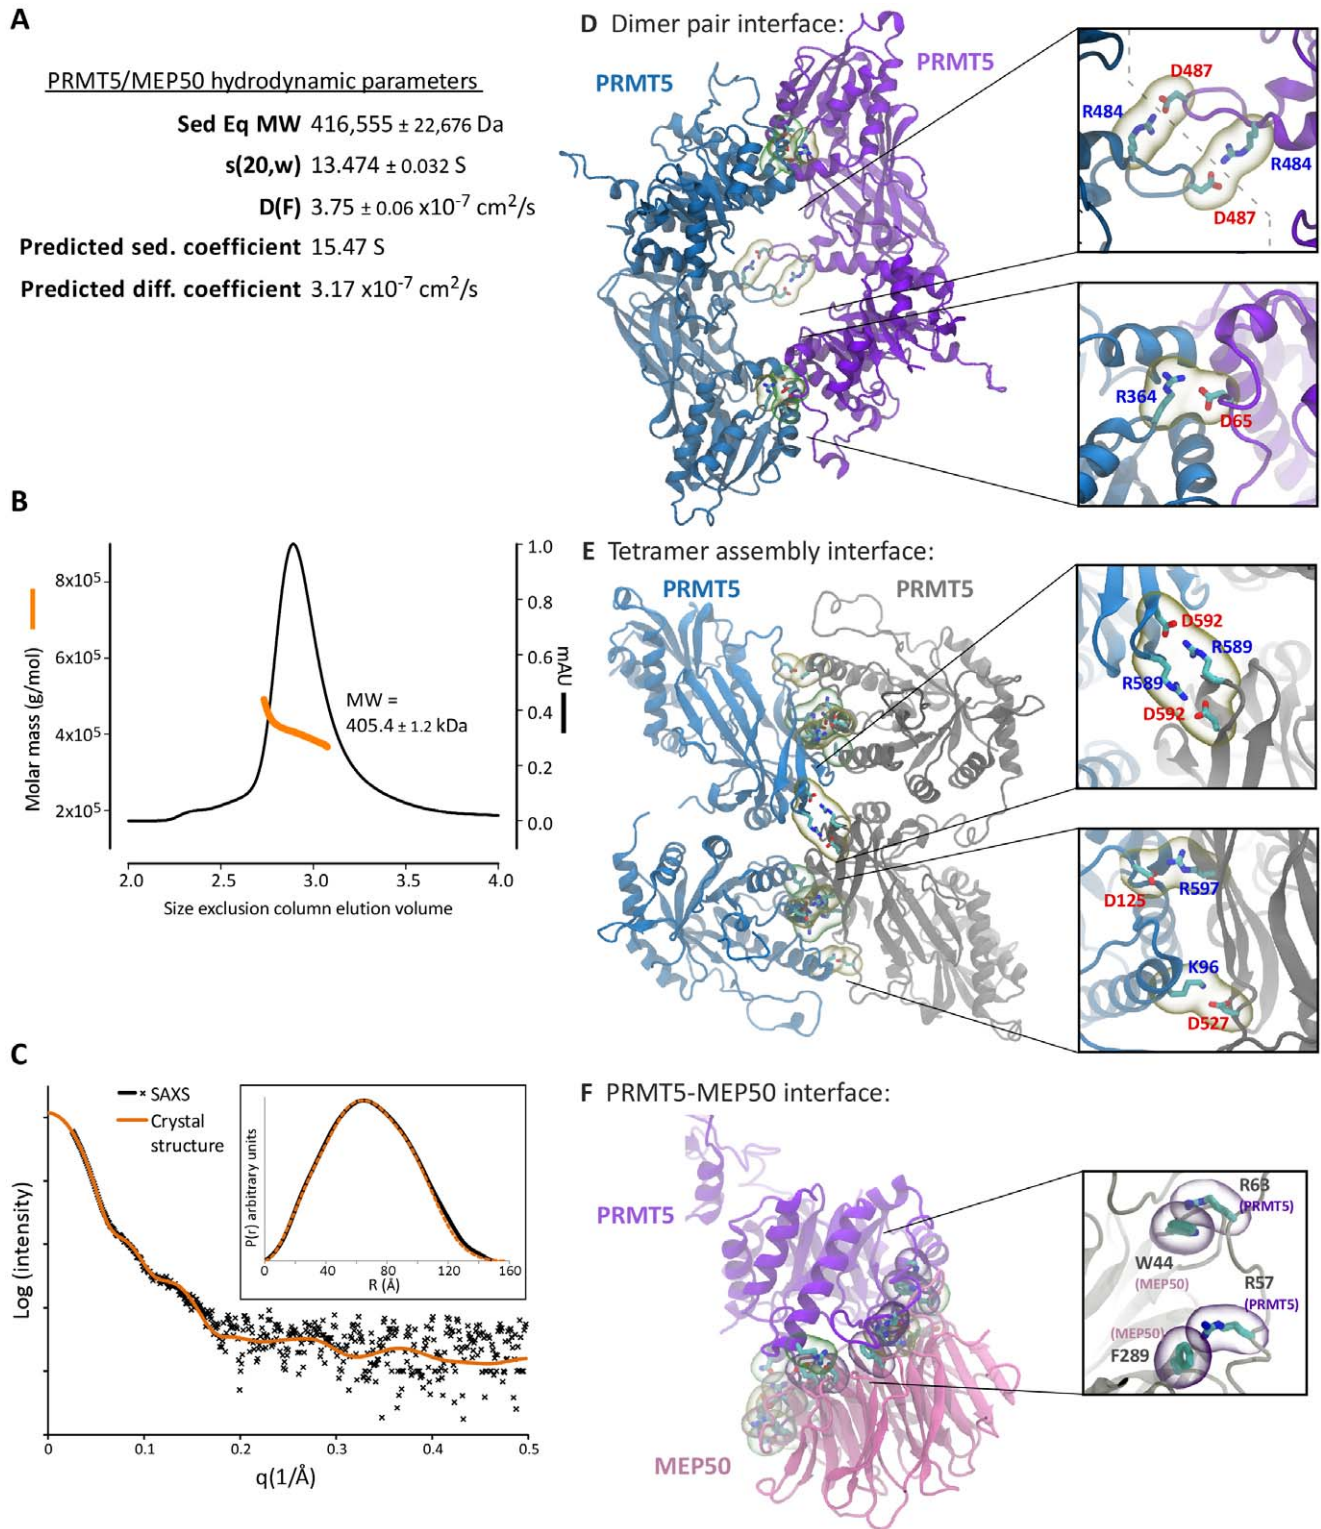 A
PRMT5/MEP50 hydrodynamic parameters
Sed Eq MW 416,555 ± 22,676 Da
s(20,w) 13.474 ± 0.032 S
D(F) 3.75 ± 0.06 x10⁻⁷ cm²/s
Predicted sed. coefficient 15.47 S
Predicted diff. coefficient 3.17 x10⁻⁷ cm²/s
B
Molar mass (g/mol)
8x10⁵
6x10⁵
4x10⁵
2x10⁵
MW =
405.4 ± 1.2 kDa
1.0
0.8
0.6
0.4
0.2
0.0
mAU
2.0 2.5 3.0 3.5 4.0
Size exclusion column elution volume
C
SAXS
Crystal
structure
Log (intensity)
P(r) arbitrary units
0 40 80 120 160
R (Å)
0 0.1 0.2 0.3 0.4 0.5
q(1/Å)
D Dimer pair interface:
PRMT5
PRMT5
D487
R484
R484
D487
R364
D65
E Tetramer assembly interface:
PRMT5
PRMT5
D592
R589
R589
D592
D125
R597
K96
D527
F PRMT5-MEP50 interface:
PRMT5
MEP50
R63
(PRMT5)
W44
(MEP50)
R57
(PRMT5)
(MEP50)
F289